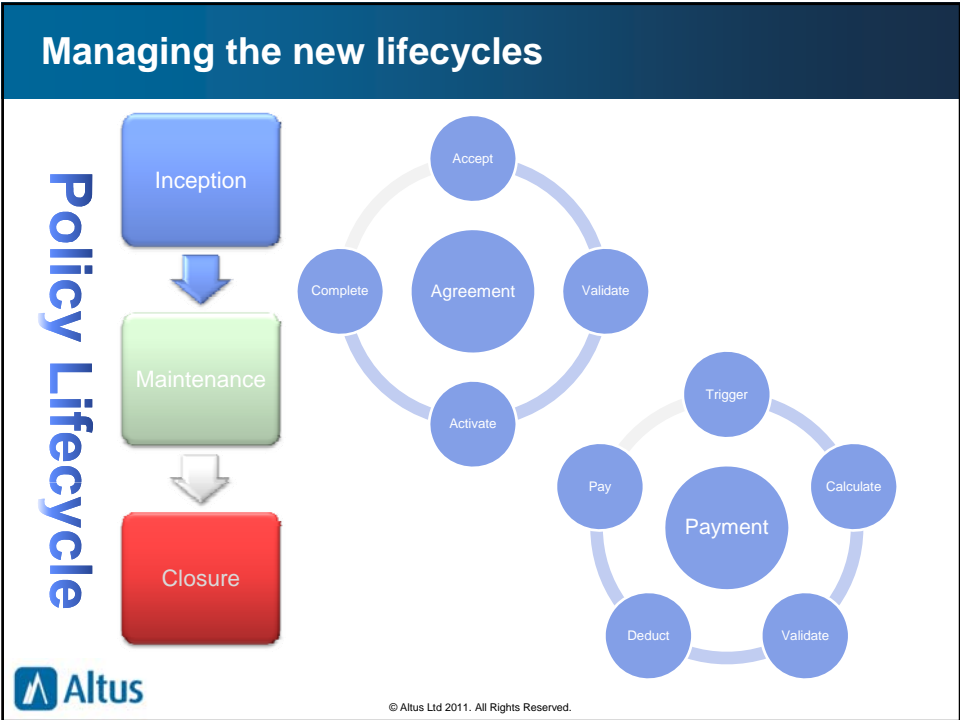 Managing the new lifecycles
Policy Lifecycle
Inception
Maintenance
Closure
Accept
Agreement
Validate
Activate
Complete
Trigger
Calculate
Payment
Validate
Deduct
Pay
Altus
© Altus Ltd 2011. All Rights Reserved.